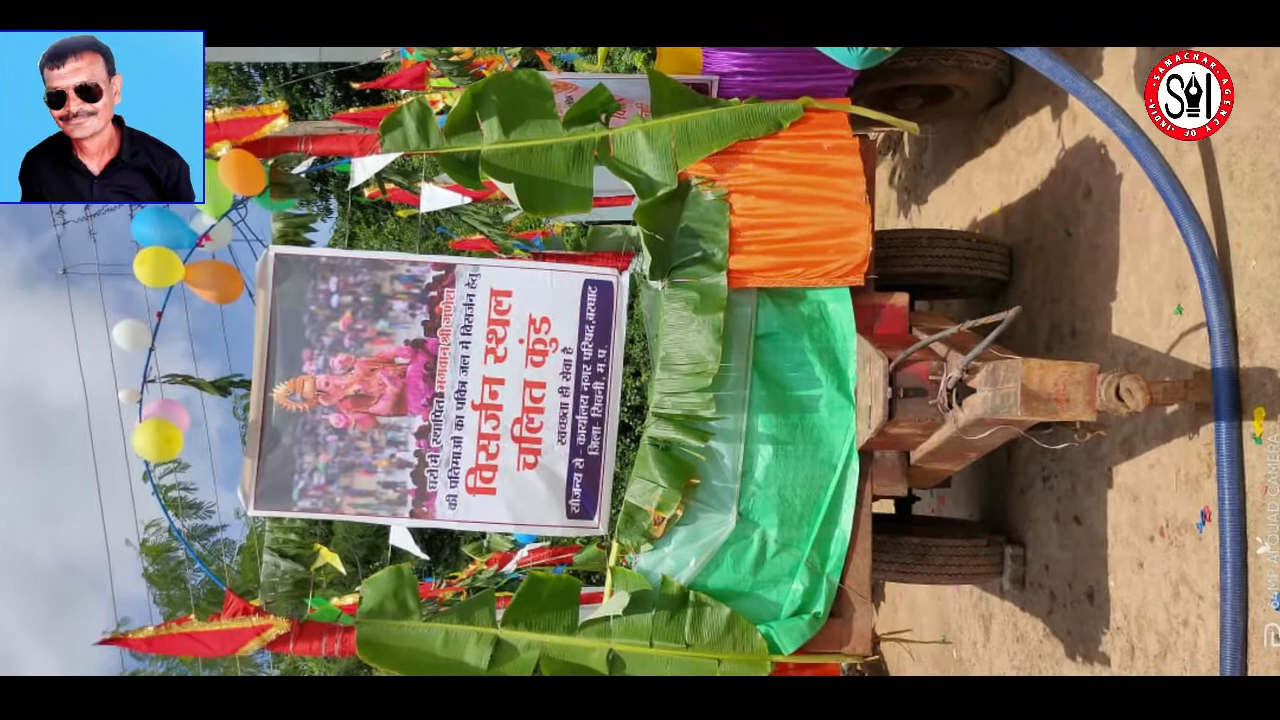 घरों में स्थापित भगवान श्री गणेश
की प्रतिमाओं का पवित्र जल में विसर्जन हेतु
विसर्जन स्थल
चलित कुंड
स्वच्छता ही सेवा है
सौजन्य से - कार्यालय नगर परिषद, बरघाट
जिला- सिवनी, म.प्र.
SAMACHAR AGENCY OF INDIA
SAI
64MP AI QUAD CAMERA